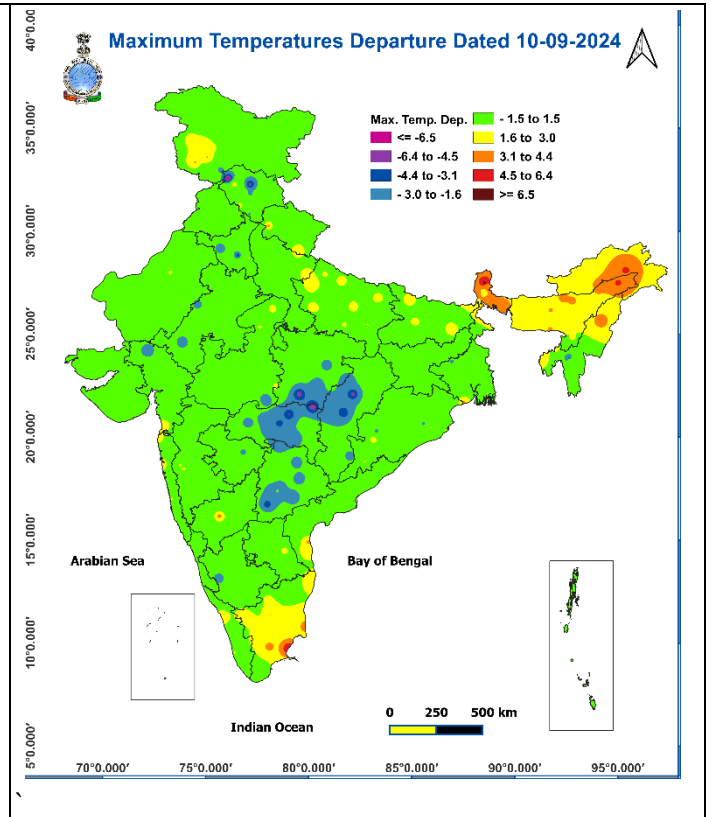 Maximum Temperatures Departure Dated 10-09-2024
Max. Temp. Dep.
<= -6.5
-6.4 to -4.5
-4.4 to -3.1
- 3.0 to -1.6
- 1.5 to 1.5
1.6 to 3.0
3.1 to 4.4
4.5 to 6.4
>= 6.5
40°0.000'
35°0.000'
30°0.000'
25°0.000'
20°0.000'
15°0.000'
10°0.000'
5°0.000'
Arabian Sea
Bay of Bengal
Indian Ocean
0 250 500 km
70°0.000' 75°0.000' 80°0.000' 85°0.000' 90°0.000' 95°0.000'
`